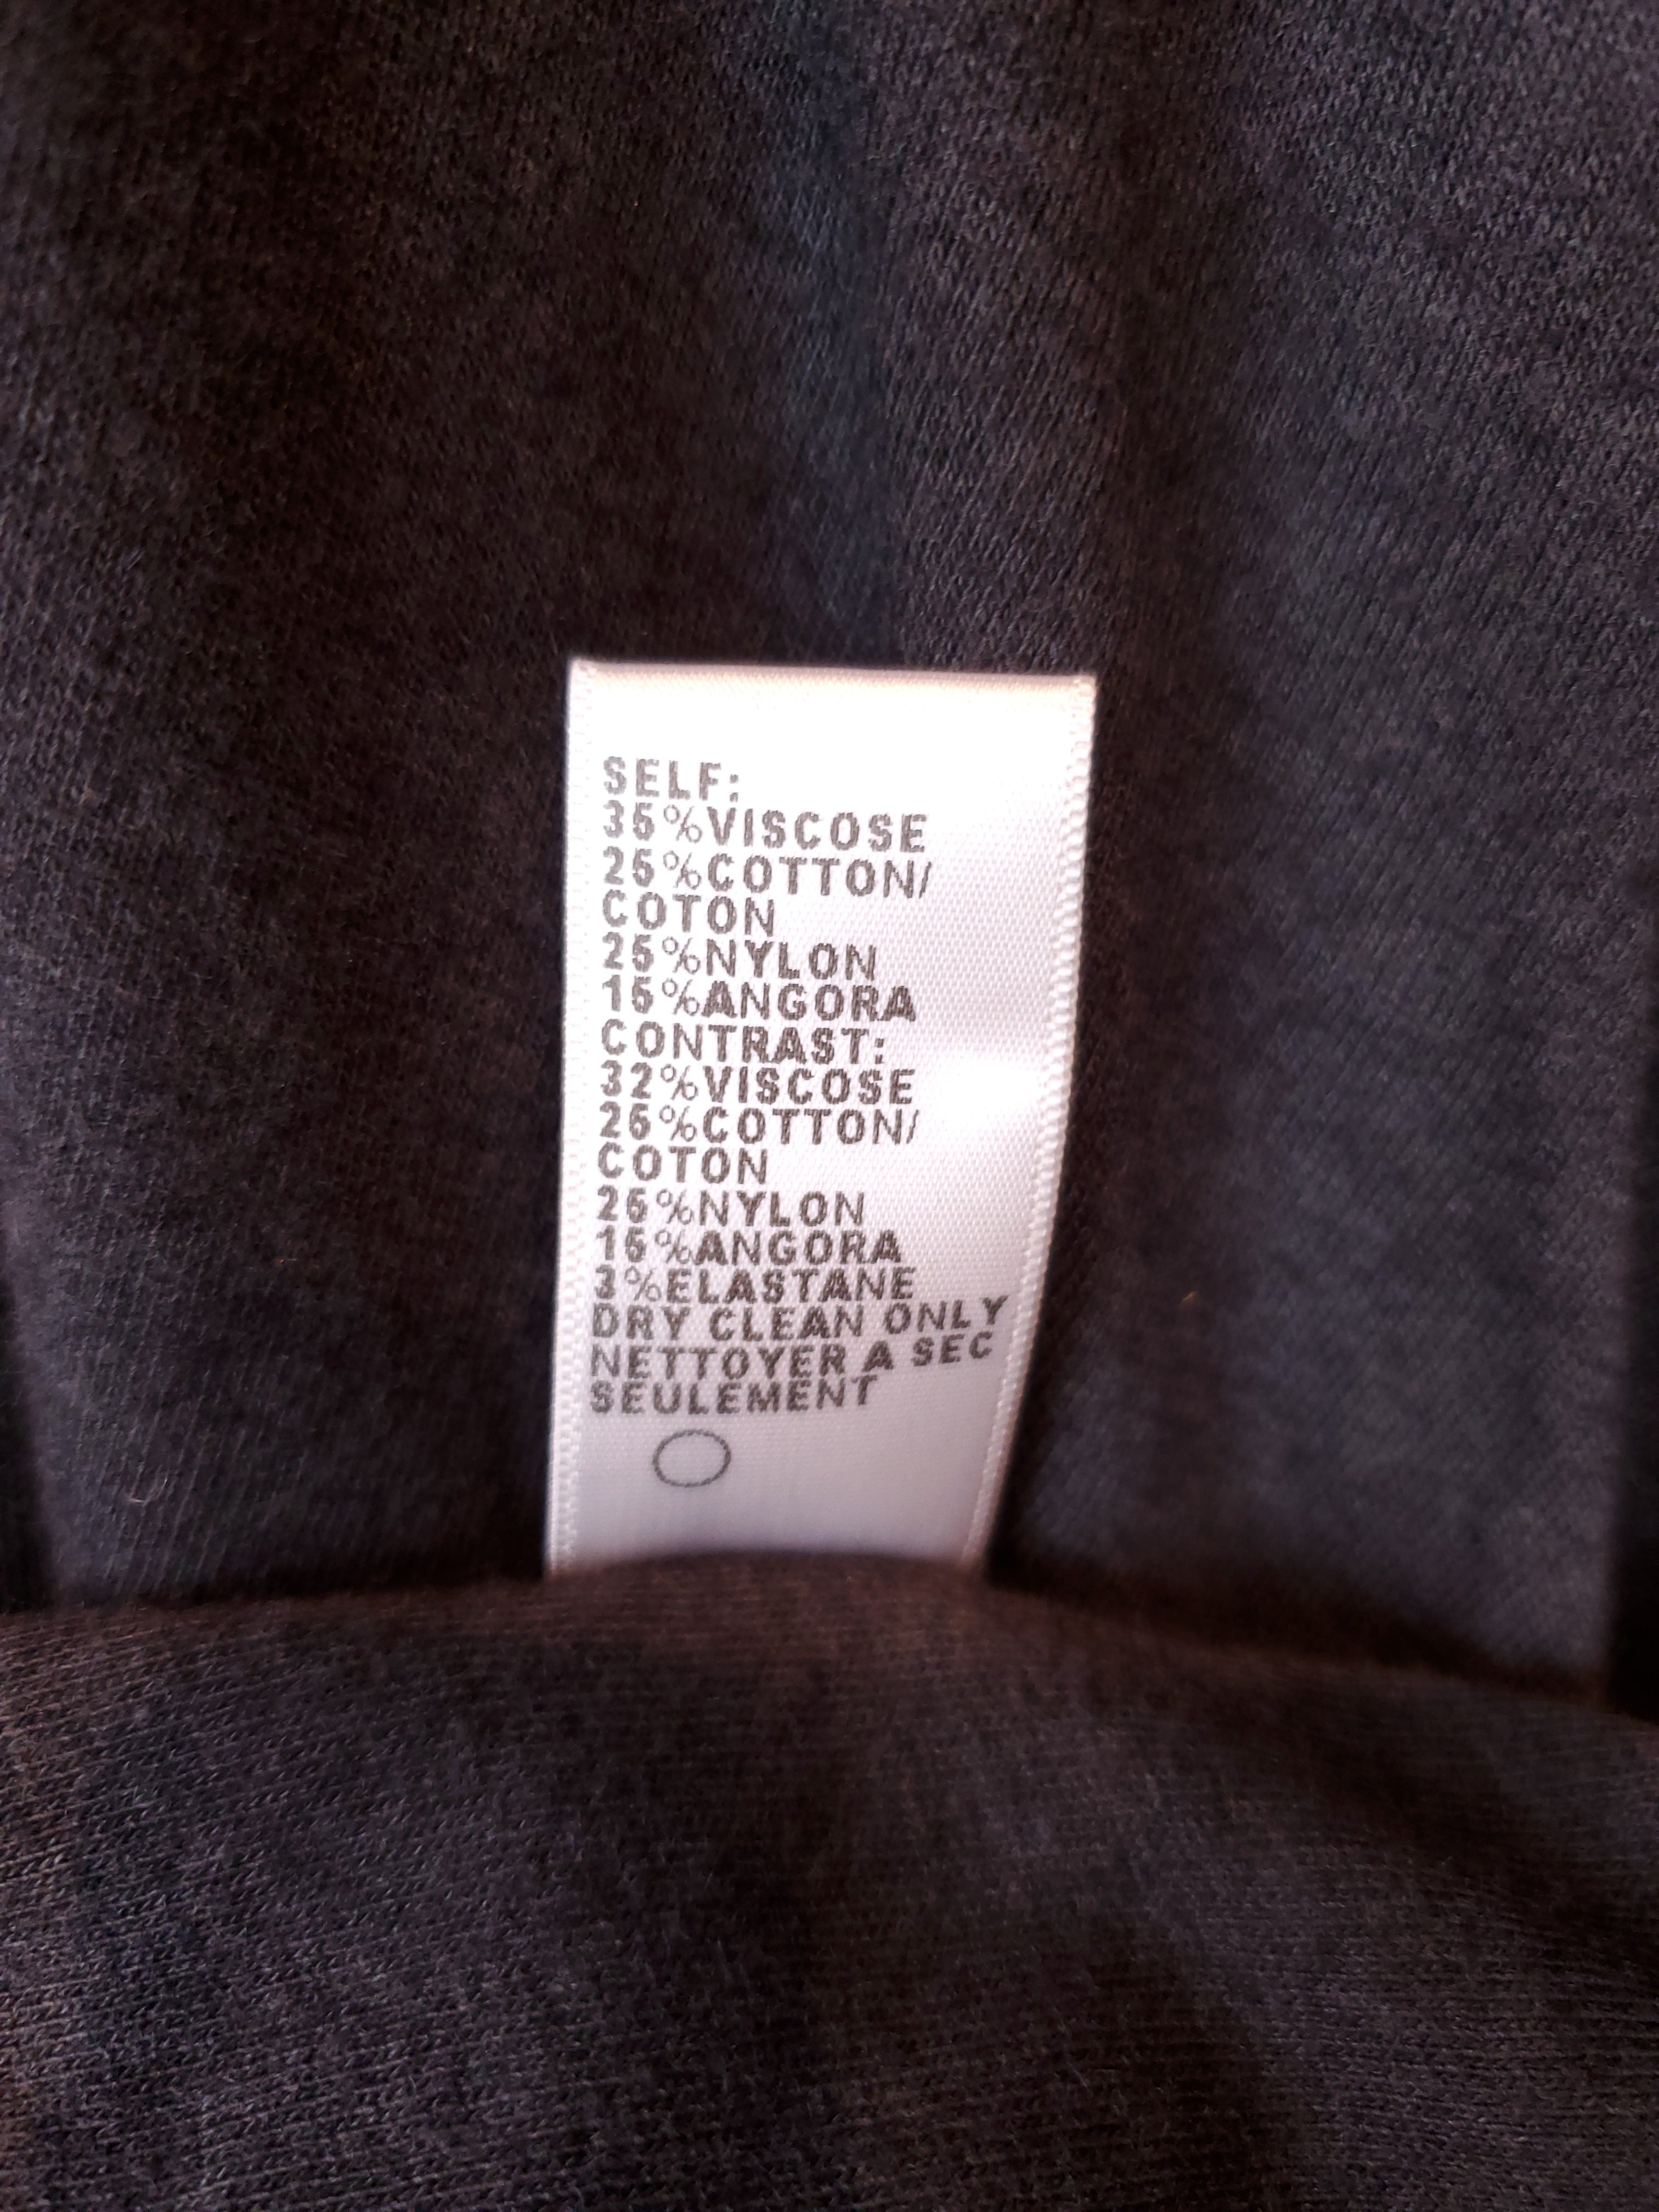 SELF:
35%VISCOSE
25%COTTON/
COTON
25%NYLON
15%ANGORA
CONTRAST:
32%VISCOSE
25%COTTON/
COTON
25%NYLON
15%ANGORA
3%ELASTANE
DRY CLEAN ONLY
NETTOYER A SEC
SEULEMENT